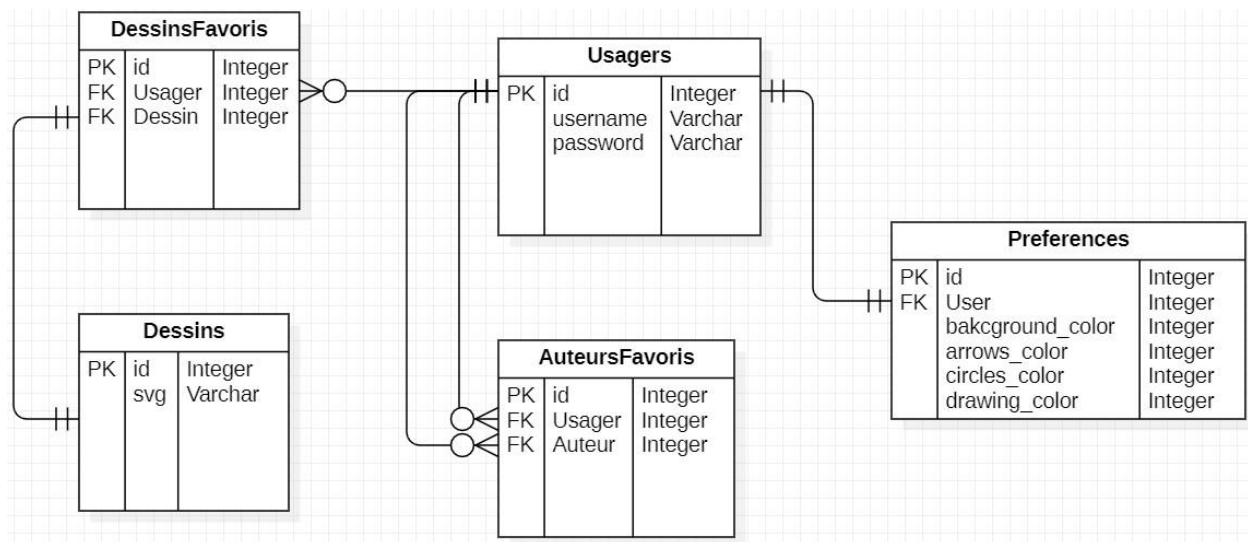 DessinsFavoris
PK id Integer
FK Usager Integer
FK Dessin Integer
Usagers
PK id Integer
username Varchar
password Varchar
Preferences
PK id Integer
FK User Integer
bakcground_color Integer
arrows_color Integer
circles_color Integer
drawing_color Integer
Dessins
PK id Integer
svg Varchar
AuteursFavoris
PK id Integer
FK Usager Integer
FK Auteur Integer